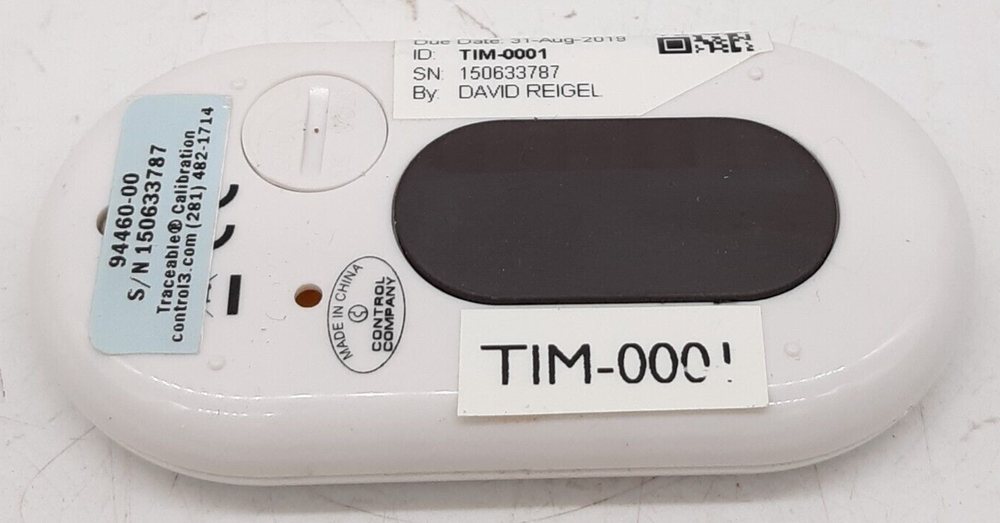 Due Date: 31-Aug-2019
ID: TIM-0001
SN: 150633787
By: DAVID REIGEL
94460-00
S/N 150633787
Traceable® Calibration
control3.com (281) 482-1714
MADE IN CHINA
CONTROL
COMPANY
TIM-0001